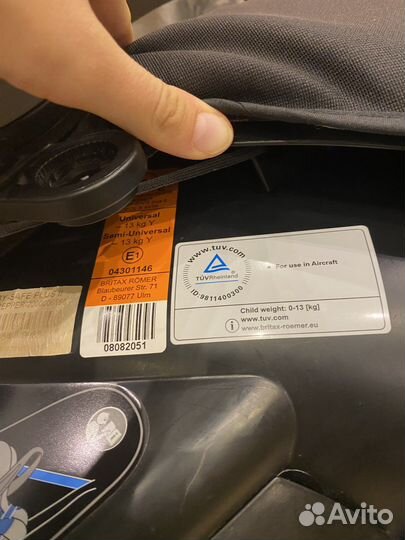 Universal
– 13 kg Y
Semi-Universal
– 13 kg Y
E1
04301146
BRITAX RÖMER
Blaubeurer Str. 71
D - 89077 Ulm
08082051
Y-SAFE PLUS
www.tuv.com
TÜVRheinland
ID:9811400300
For use in Aircraft
Child weight: 0-13 [kg]
www.tuv.com
i www.britax-roemer.eu
Avito